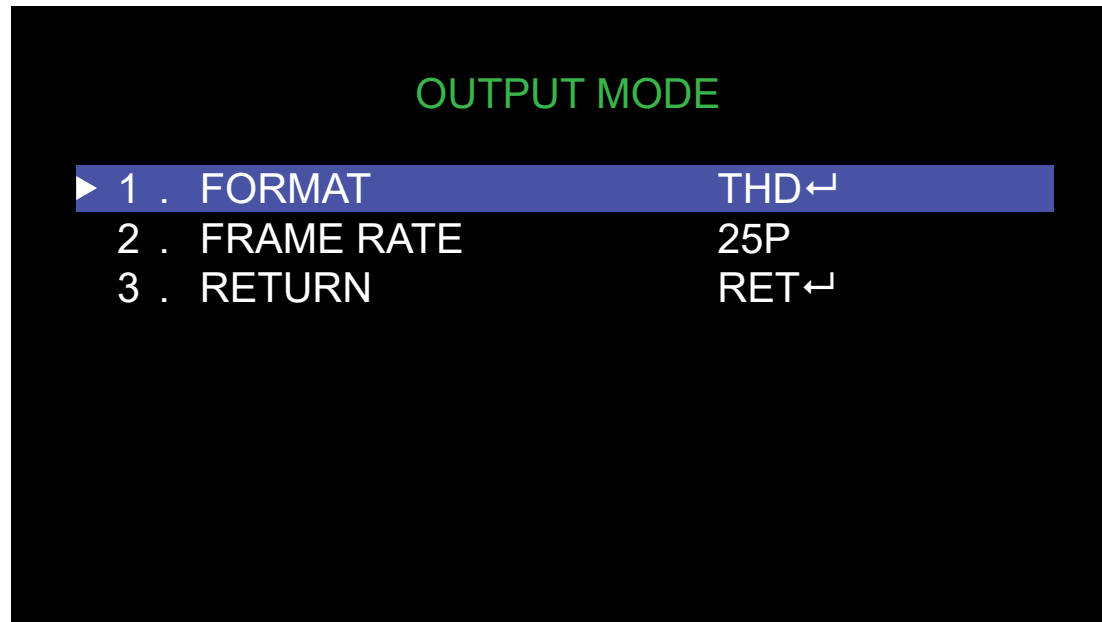 OUTPUT MODE
1 . FORMAT THD↵
2 . FRAME RATE 25P
3 . RETURN RET↵